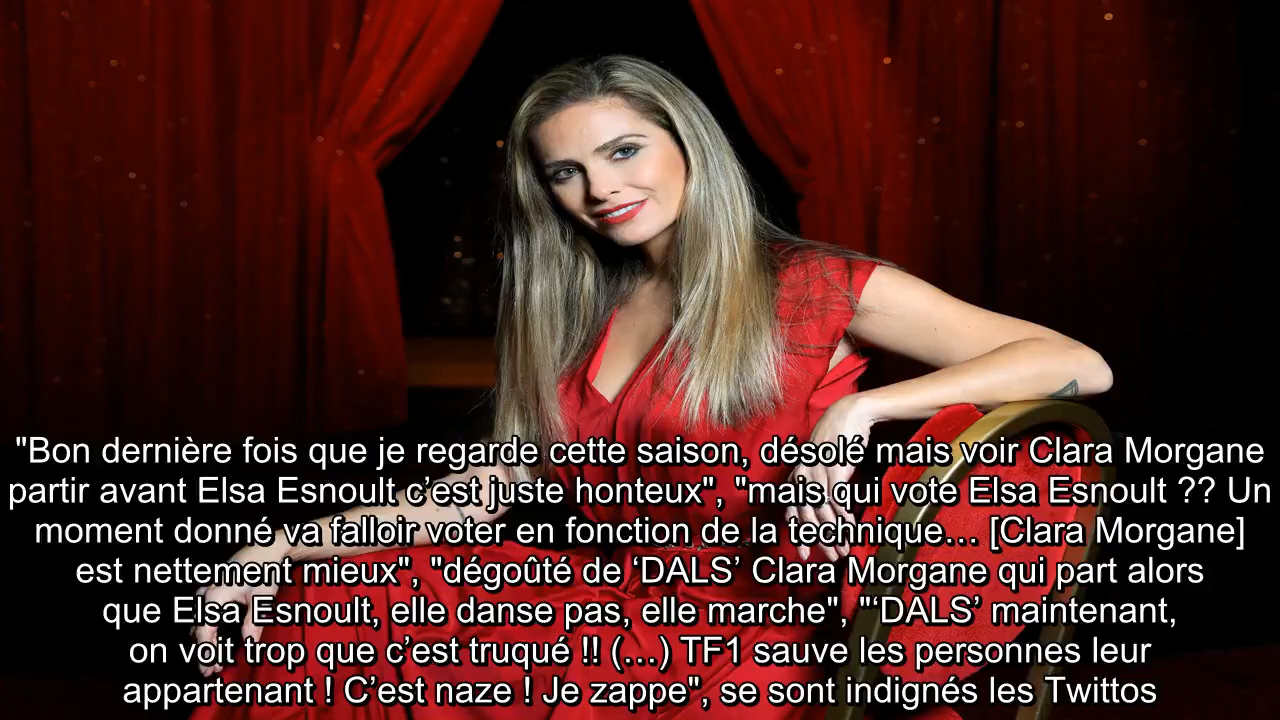 "Bon dernière fois que je regarde cette saison, désolé mais voir Clara Morgane
partir avant Elsa Esnoult c’est juste honteux", "mais qui vote Elsa Esnoult ?? Un
moment donné va falloir voter en fonction de la technique… [Clara Morgane]
est nettement mieux", "dégoûté de ‘DALS’ Clara Morgane qui part alors
que Elsa Esnoult, elle danse pas, elle marche", "‘DALS’ maintenant,
on voit trop que c’est truqué !! (…) TF1 sauve les personnes leur
appartenant ! C’est naze ! Je zappe", se sont indignés les Twittos